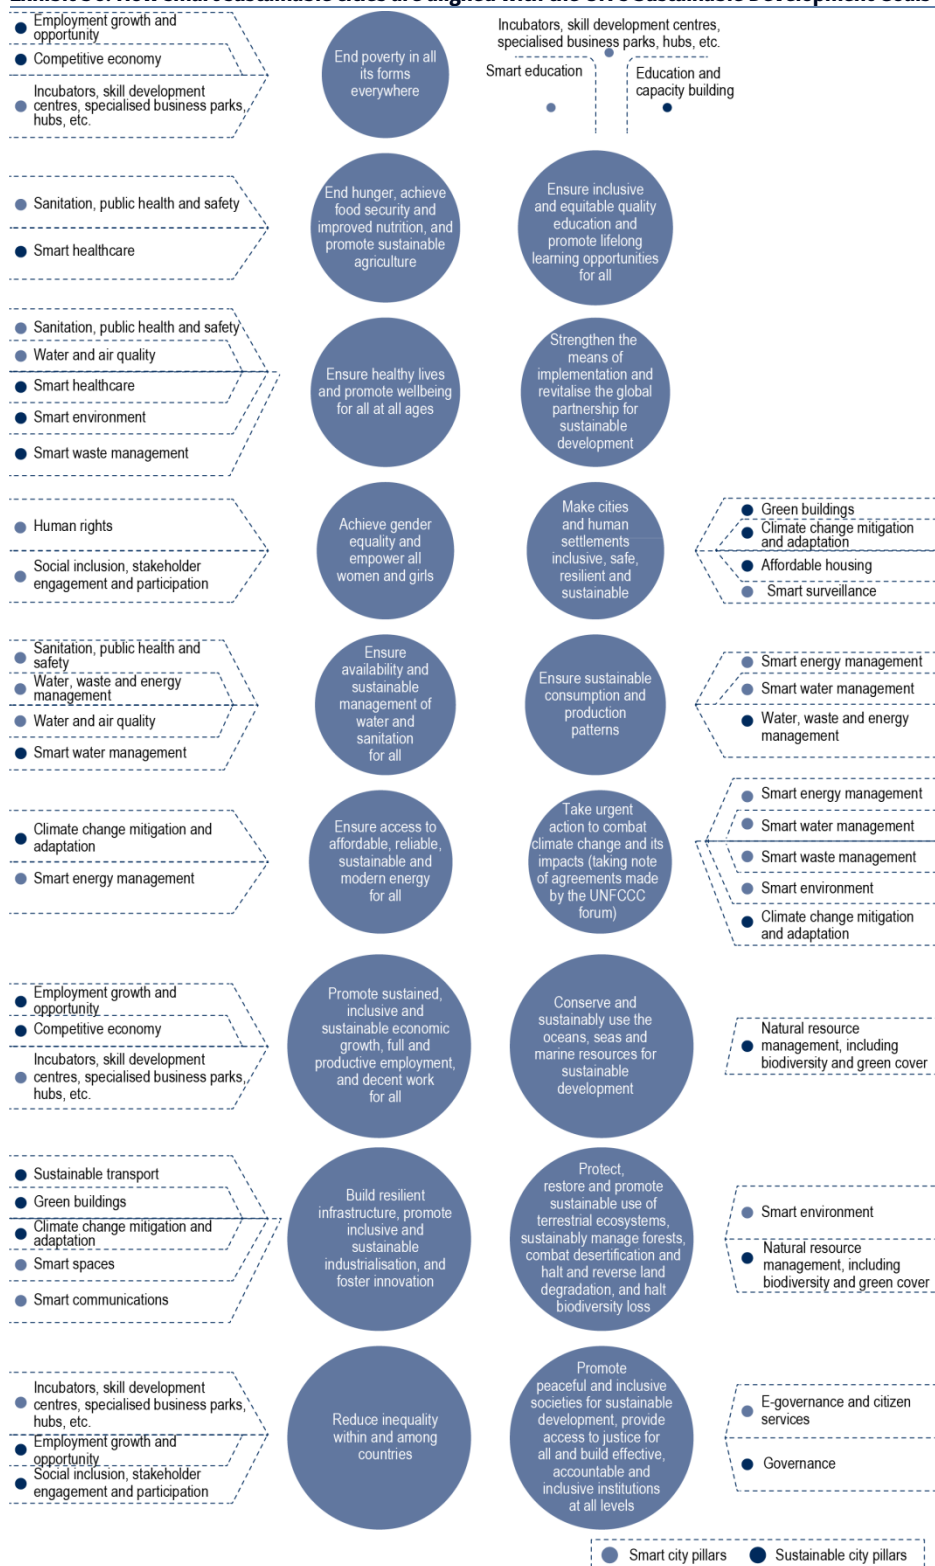 Employment growth and
opportunity
Competitive economy
Incubators, skill development
centres, specialised business parks,
hubs, etc.
End poverty in all
its forms
everywhere
Incubators, skill development centres,
specialised business parks, hubs, etc.
Smart education
Education and
capacity building
Sanitation, public health and safety
Smart healthcare
End hunger, achieve
food security and
improved nutrition, and
promote sustainable
agriculture
Ensure inclusive
and equitable quality
education and
promote lifelong
learning opportunities
for all
Sanitation, public health and safety
Water and air quality
Smart healthcare
Smart environment
Smart waste management
Ensure healthy lives
and promote wellbeing
for all at all ages
Strengthen the
means of
implementation and
revitalise the global
partnership for
sustainable
development
Human rights
Social inclusion, stakeholder
engagement and participation
Achieve gender
equality and
empower all
women and girls
Make cities
and human
settlements
inclusive, safe,
resilient and
sustainable
Green buildings
Climate change mitigation
and adaptation
Affordable housing
Smart surveillance
Sanitation, public health and
safety
Water, waste and energy
management
Water and air quality
Smart water management
Ensure
availability and
sustainable
management of
water and
sanitation
for all
Ensure sustainable
consumption and
production
patterns
Smart energy management
Smart water management
Water, waste and energy
management
Climate change mitigation and
adaptation
Smart energy management
Ensure access to
affordable, reliable,
sustainable and
modern energy
for all
Take urgent
action to combat
climate change and its
impacts (taking note
of agreements made
by the UNFCCC
forum)
Smart energy management
Smart water management
Smart waste management
Smart environment
Climate change mitigation
and adaptation
Employment growth and
opportunity
Competitive economy
Incubators, skill development
centres, specialised business parks,
hubs, etc.
Promote sustained,
inclusive and
sustainable economic
growth, full and
productive employment,
and decent work
for all
Conserve and
sustainably use the
oceans, seas and
marine resources for
sustainable
development
Natural resource
management, including
biodiversity and green cover
Sustainable transport
Green buildings
Climate change mitigation and
adaptation
Smart spaces
Smart communications
Build resilient
infrastructure, promote
inclusive and
sustainable
industrialisation, and
foster innovation
Protect,
restore and promote
sustainable use of
terrestrial ecosystems,
sustainably manage forests,
combat desertification and
halt and reverse land
degradation, and halt
biodiversity loss
Smart environment
Natural resource
management, including
biodiversity and green cover
Incubators, skill development
centres, specialised business parks,
hubs, etc.
Employment growth and
opportunity
Social inclusion, stakeholder
engagement and participation
Reduce inequality
within and among
countries
Promote
peaceful and inclusive
societies for sustainable
development, provide
access to justice for
all and build effective,
accountable and
inclusive institutions
at all levels
E-governance and citizen
services
Governance
Smart city pillars
Sustainable city pillars